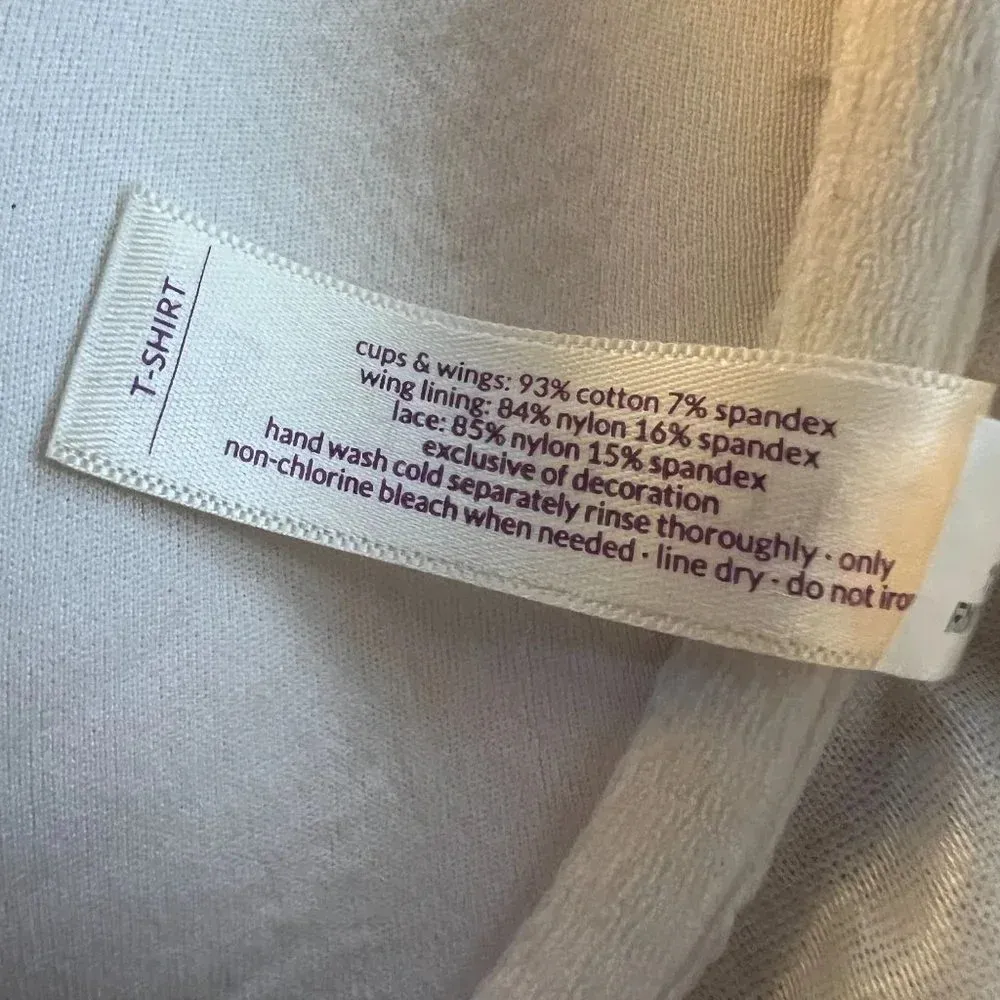 T-SHIRT
cups & wings: 93% cotton 7% spandex
wing lining: 84% nylon 16% spandex
lace: 85% nylon 15% spandex
exclusive of decoration
hand wash cold separately rinse thoroughly · only
non-chlorine bleach when needed · line dry · do not iron